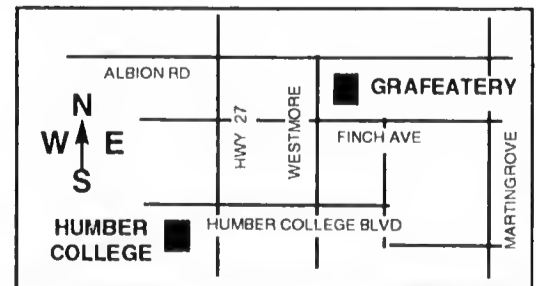 ALBION RD
GRAFEATERY
N
W E
S
HWY 27
WESTMORE
FINCH AVE
MARTINGROVE
HUMBER COLLEGE BLVD
HUMBER
COLLEGE